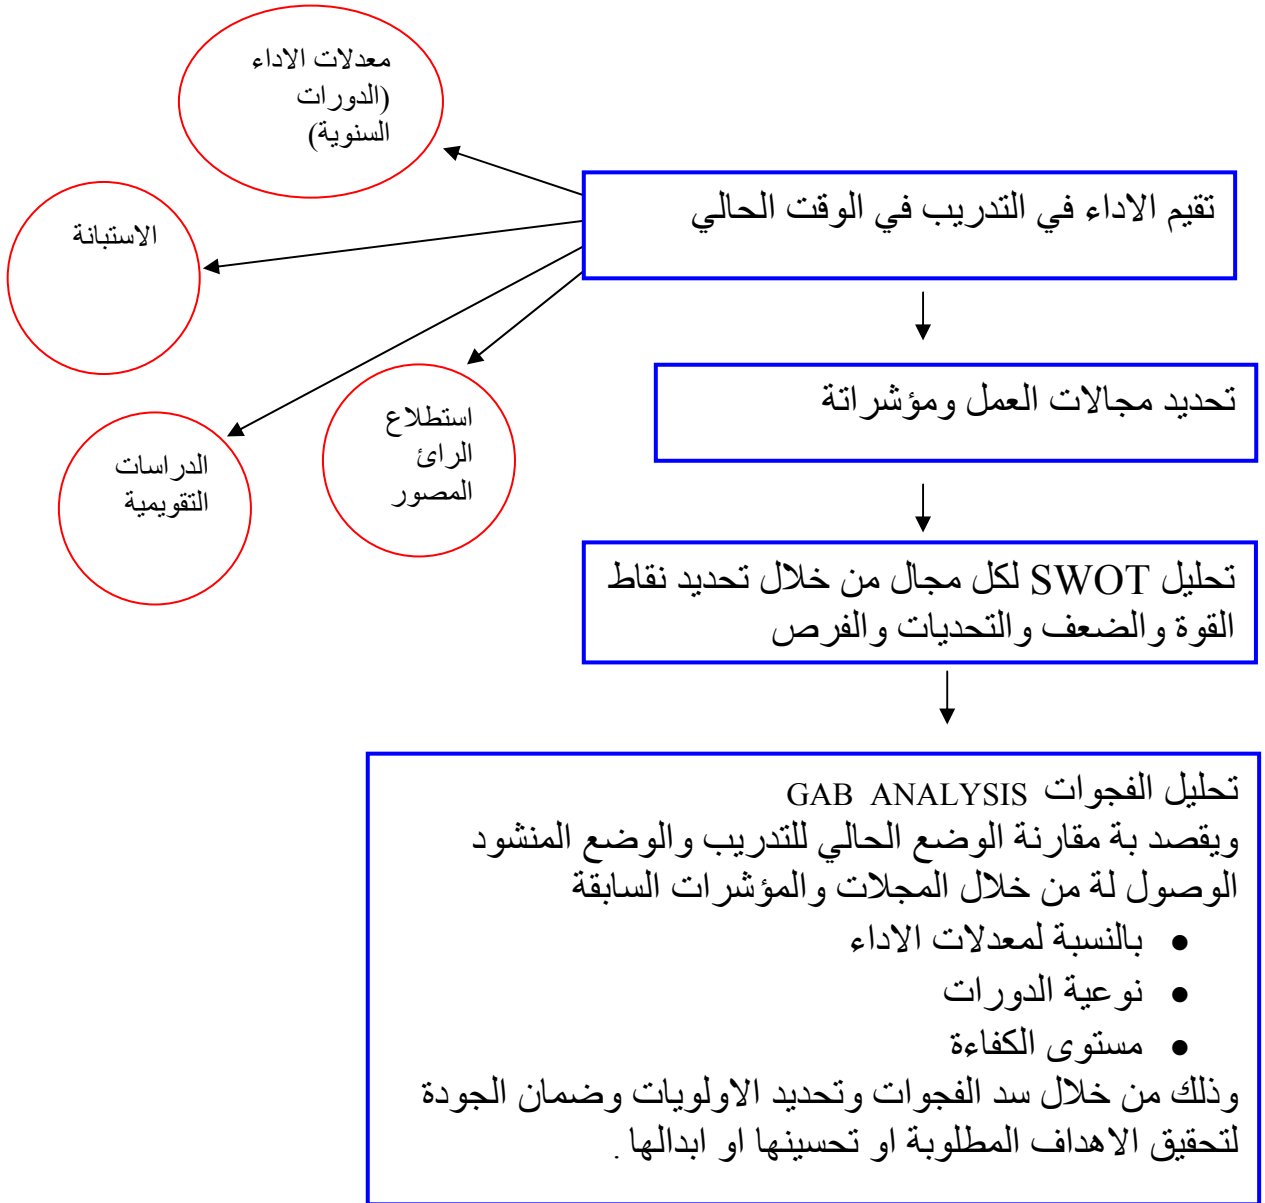 معدلات الاداء
(الدورات
السنوية)
تقيم الاداء في التدريب في الوقت الحالي
الاستبانة
تحديد مجالات العمل ومؤشراتة
استطلاع
الرائ
المصور
الدراسات
التقويمية
تحليل SWOT لكل مجال من خلال تحديد نقاط
القوة والضعف والتحديات والفرص
تحليل الفجوات GAB ANALYSIS
ويقصد بة مقارنة الوضع الحالي للتدريب والوضع المنشود
الوصول لة من خلال المجلات والمؤشرات السابقة
• بالنسبة لمعدلات الاداء
• نوعية الدورات
• مستوى الكفاءة
وذلك من خلال سد الفجوات وتحديد الاولويات وضمان الجودة
لتحقيق الاهداف المطلوبة او تحسينها او ابدالها .